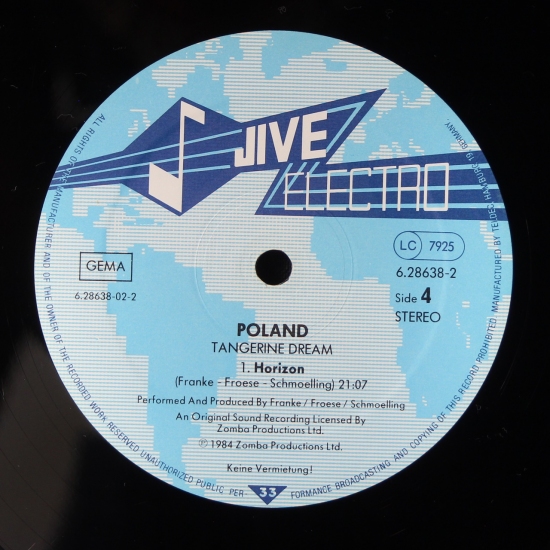 JIVE
ELECTRO
GEMA
6.28638-02-2
LC 7925
6.28638-2
Side 4
STEREO
POLAND
TANGERINE DREAM
1. Horizon
(Franke - Froese - Schmoelling) 21:07
Performed And Produced By Franke / Froese / Schmoelling
An Original Sound Recording Licensed By
Zomba Productions Ltd.
℗ 1984 Zomba Productions Ltd.
Keine Vermietung!
33
ALL RIGHTS OF THE MANUFACTURER AND OF THE OWNER OF THE RECORDED WORK RESERVED UNAUTHORIZED PUBLIC PER- FORMANCE BROADCASTING AND COPYING OF THIS RECORD PROHIBITED. MANUFACTURED BY TELDEC HAMBURG 19 GERMANY